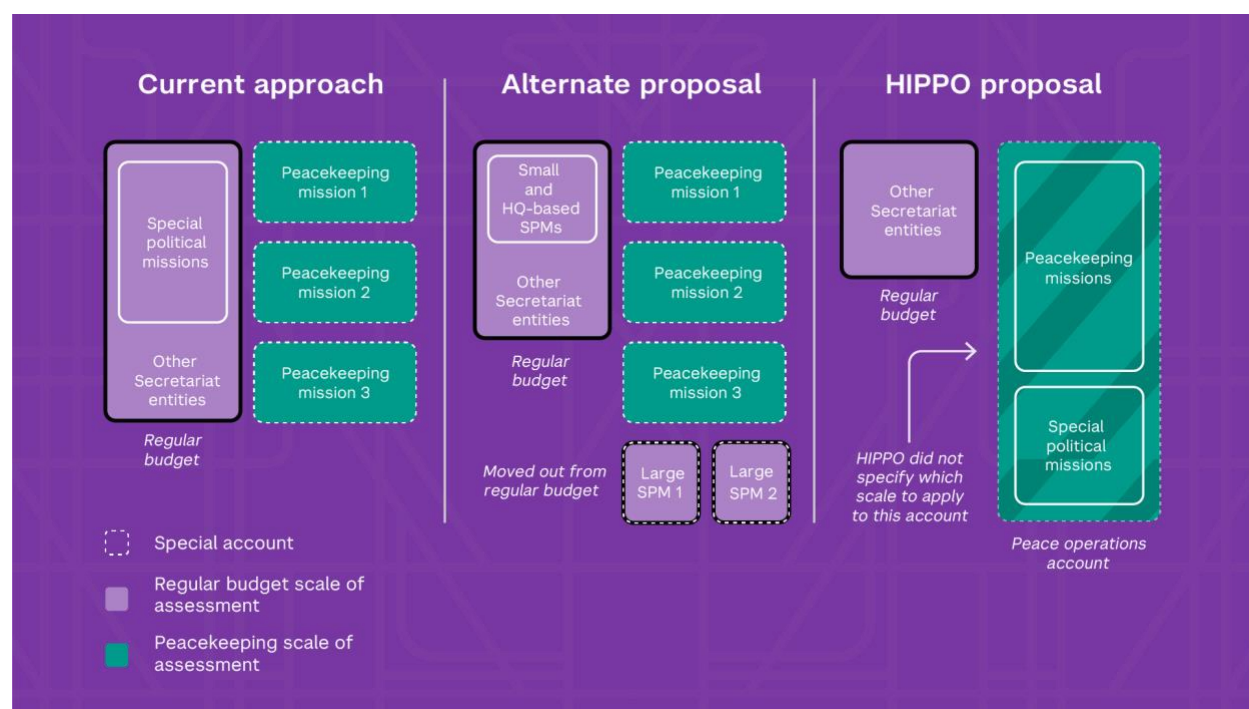 Current approach
Special
political
missions
Other
Secretariat
entities
Regular
budget
Peacekeeping
mission 1
Peacekeeping
mission 2
Peacekeeping
mission 3
Alternate proposal
Small
and
HQ-based
SPMs
Other
Secretariat
entities
Regular
budget
Peacekeeping
mission 1
Peacekeeping
mission 2
Peacekeeping
mission 3
Moved out from
regular budget
Large
SPM 1
Large
SPM 2
HIPPO proposal
Other
Secretariat
entities
Regular
budget
HIPPO did not
specify which
scale to apply
to this account
Peacekeeping
missions
Special
political
missions
Peace operations
account
Special account
Regular budget scale of
assessment
Peacekeeping scale of
assessment